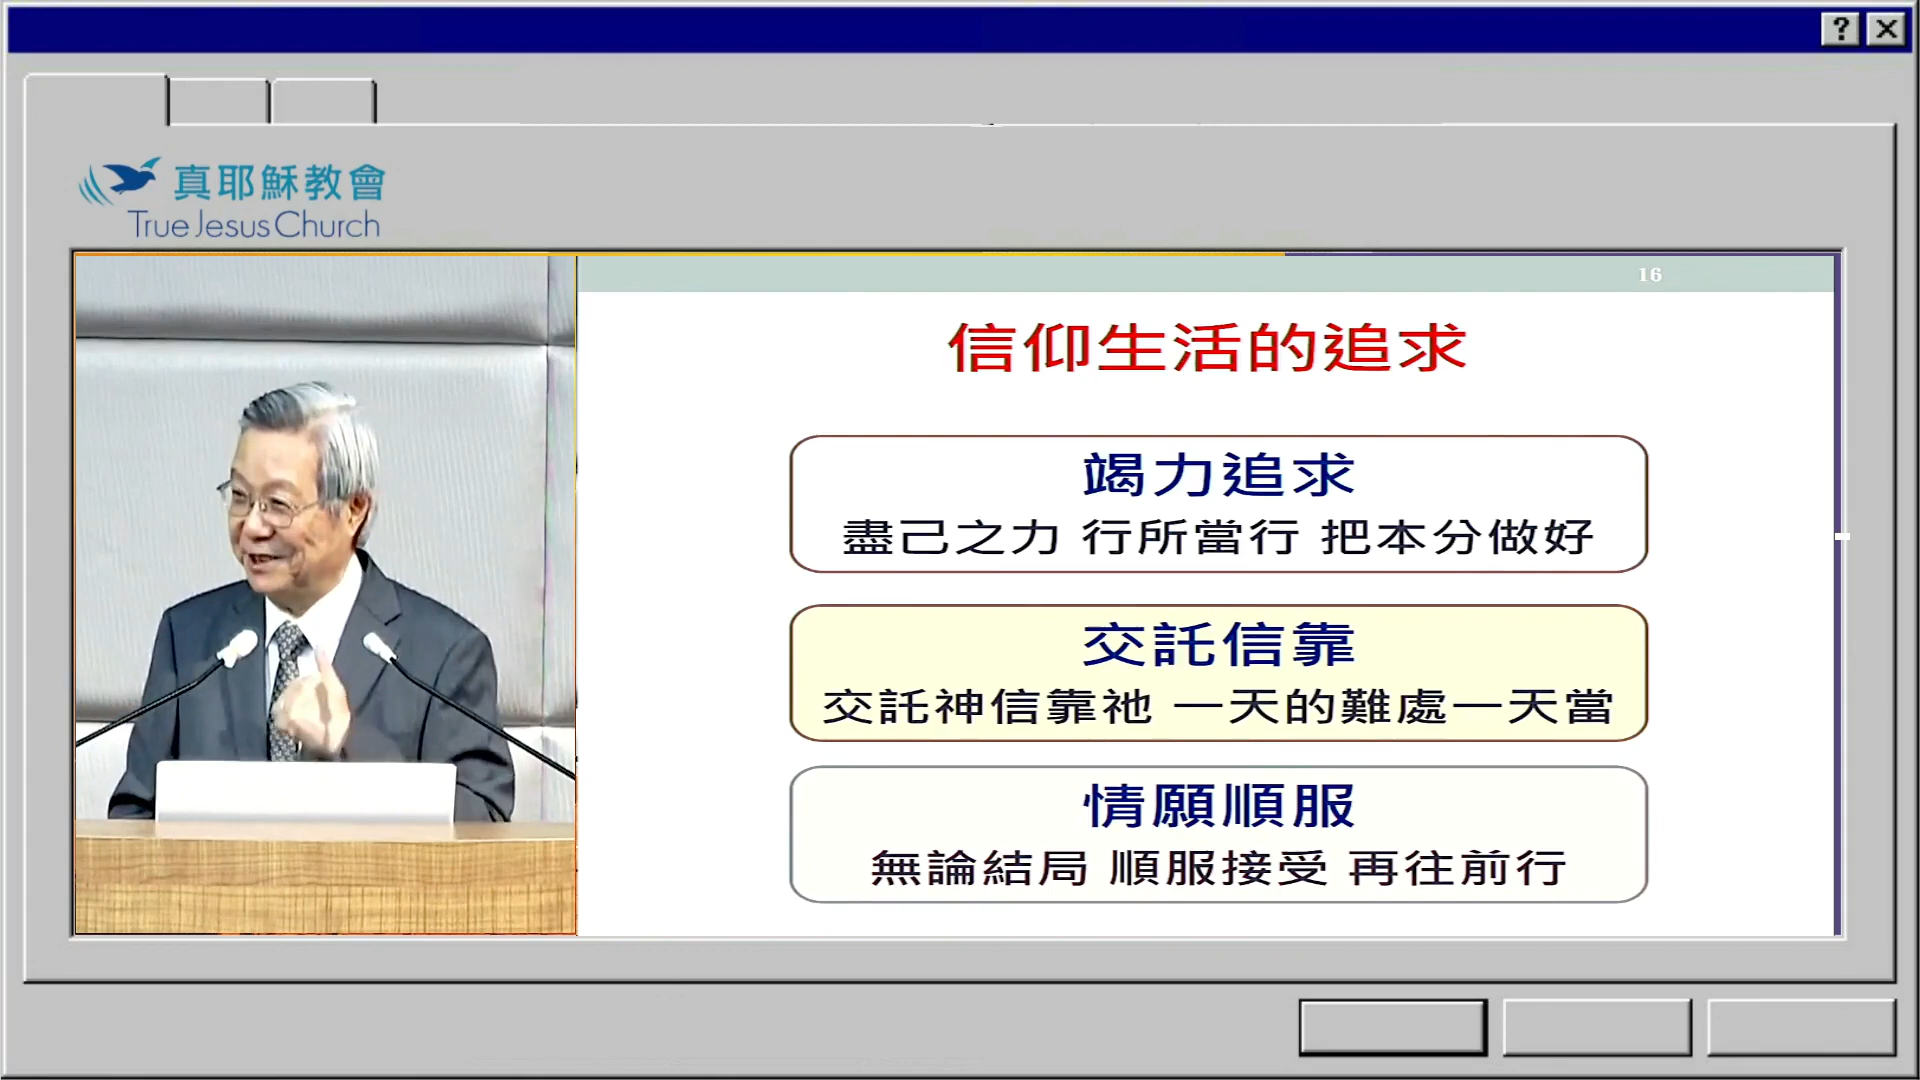 真耶穌教會
True Jesus Church
16
信仰生活的追求
竭力追求
盡己之力 行所當行 把本分做好
交託信靠
交託神信靠祂 一天的難處一天當
情願順服
無論結局 順服接受 再往前行